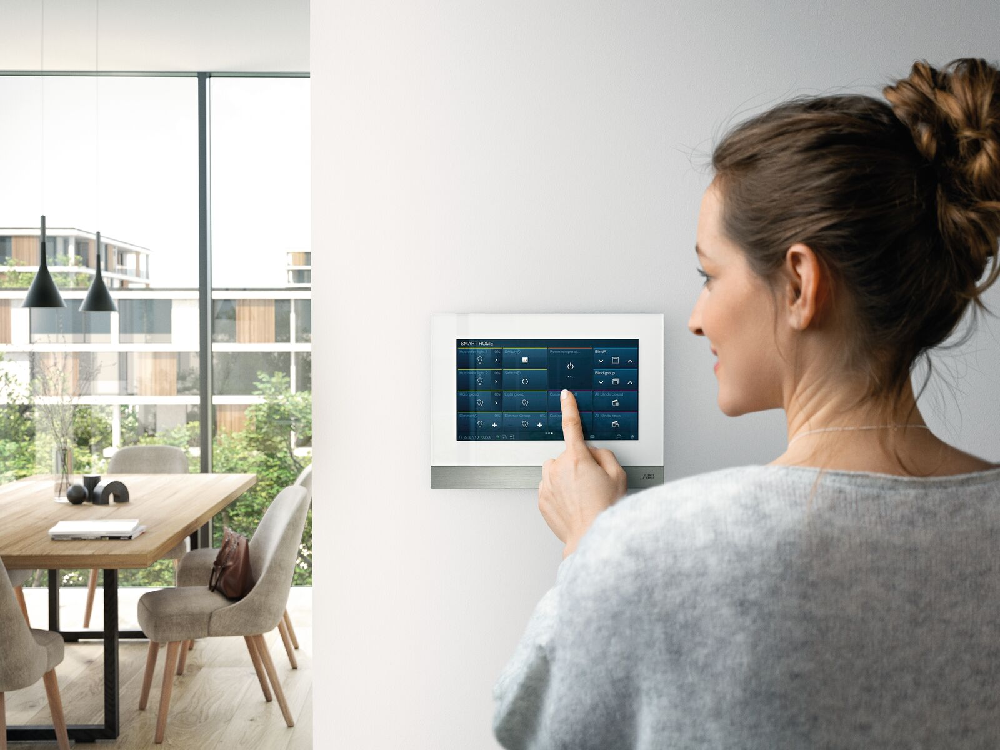 SMART HOME
Hue color light 1 0%
SwitchⒶ
Room temperat...
BlindA
Hue color light 2 0%
SwitchⒷ
Blind group
RGB group 0%
Light group
All blinds closed
DimmerⒶ 0%
Dimmer Group 0%
All blinds open
Fr 27/07/18 00:20
ABB